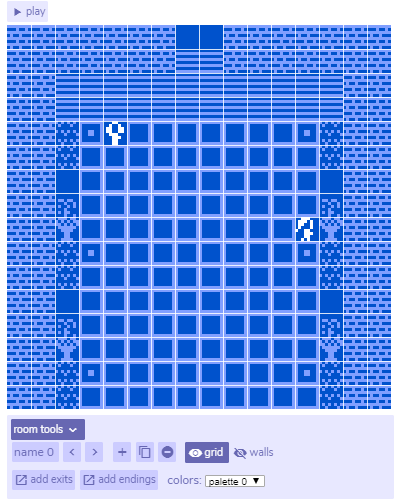 play
room tools
name 0
grid
walls
add exits
add endings
colors:
palette 0